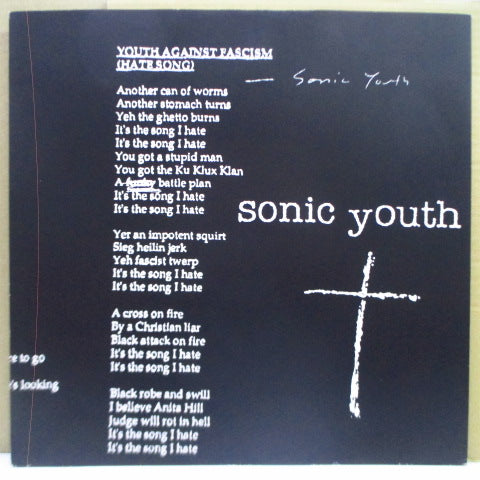 YOUTH AGAINST FASCISM
(HATE SONG)
— Sonic Youth
Another can of worms
Another stomach turns
Yeh the ghetto burns
It's the song I hate
It's the song I hate
You got a stupid man
You got the Ku Klux Klan
A funky battle plan
It's the song I hate
It's the song I hate
sonic youth
Yer an impotent squirt
Sieg heilin jerk
Yeh fascist twerp
It's the song I hate
It's the song I hate
A cross on fire
By a Christian liar
Black attack on fire
It's the song I hate
It's the song I hate
e to go
's looking
Black robe and swill
I believe Anita Hill
Judge will rot in hell
It's the song I hate
It's the song I hate